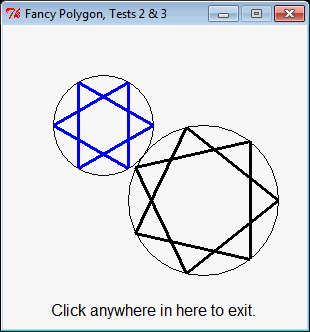 Fancy Polygon, Tests 2 & 3
Click anywhere in here to exit.